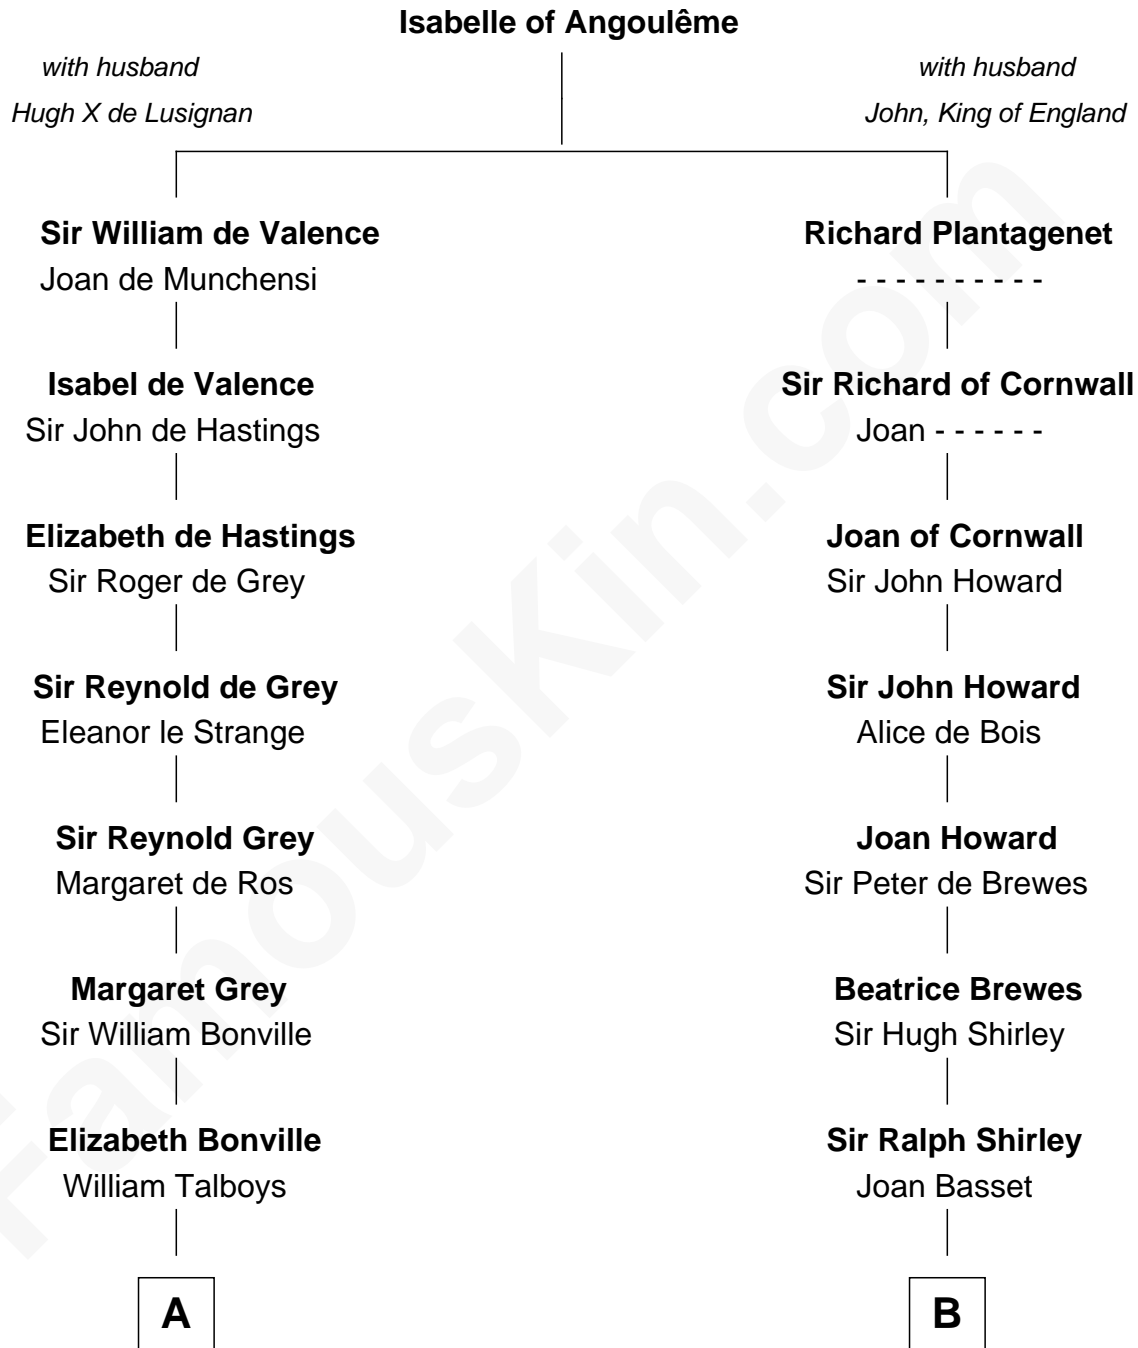 Isabelle of Angoulême
with husband
Hugh X de Lusignan
with husband
John, King of England
Sir William de Valence
Joan de Munchensi
Isabel de Valence
Sir John de Hastings
Elizabeth de Hastings
Sir Roger de Grey
Sir Reynold de Grey
Eleanor le Strange
Sir Reynold Grey
Margaret de Ros
Margaret Grey
Sir William Bonville
Elizabeth Bonville
William Talboys
A
Richard Plantagenet
- - - - - - - - - -
Sir Richard of Cornwall
Joan - - - - - -
Joan of Cornwall
Sir John Howard
Sir John Howard
Alice de Bois
Joan Howard
Sir Peter de Brewes
Beatrice Brewes
Sir Hugh Shirley
Sir Ralph Shirley
Joan Basset
B
FamousKin.com